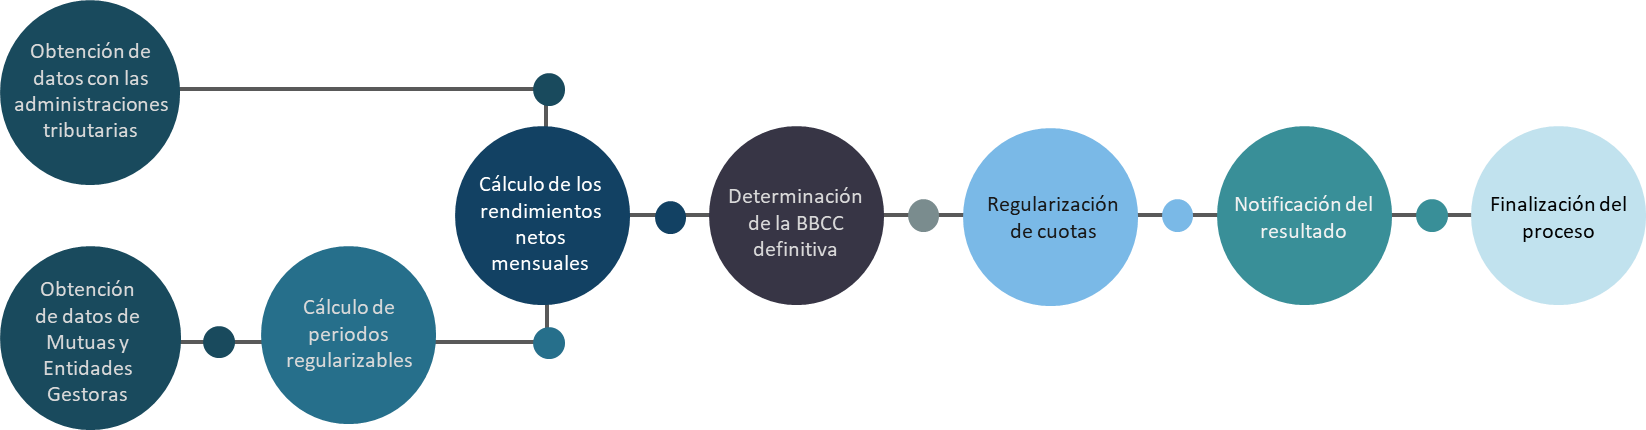 Obtención de
datos con las
administraciones
tributarias
Obtención
de datos de
Mutuas y
Entidades
Gestoras
Cálculo de
periodos
regularizables
Cálculo de los
rendimientos
netos
mensuales
Determinación
de la BBCC
definitiva
Regularización
de cuotas
Notificación del
resultado
Finalización del
proceso